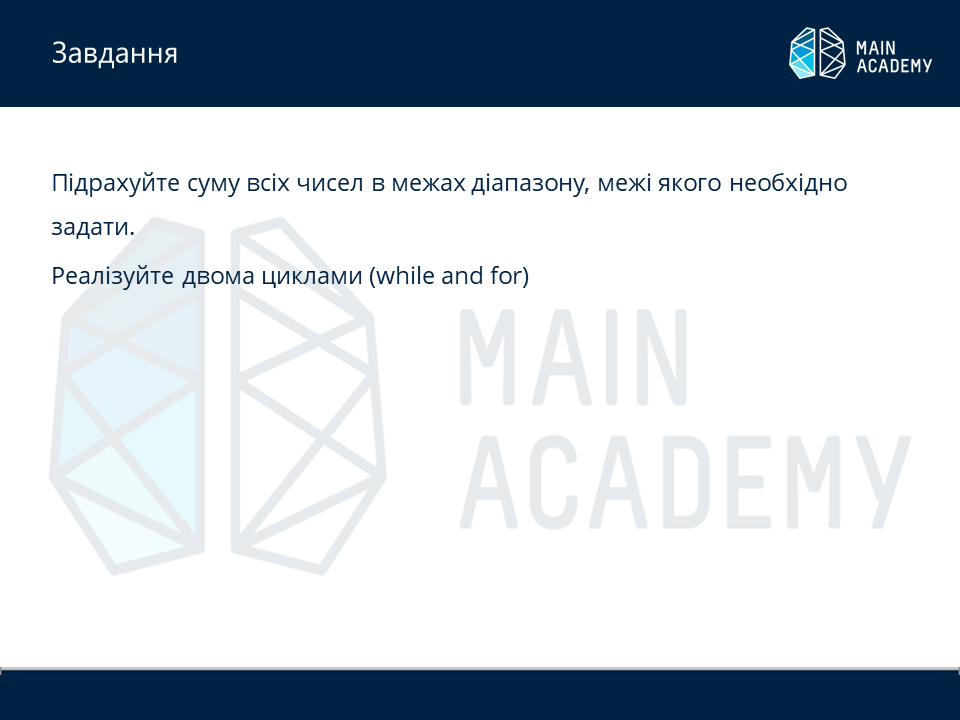 Завдання
MAIN
ACADEMY
Підрахуйте суму всіх чисел в межах діапазону, межі якого необхідно
задати.
Реалізуйте двома циклами (while and for)
MAIN
ACADEMY